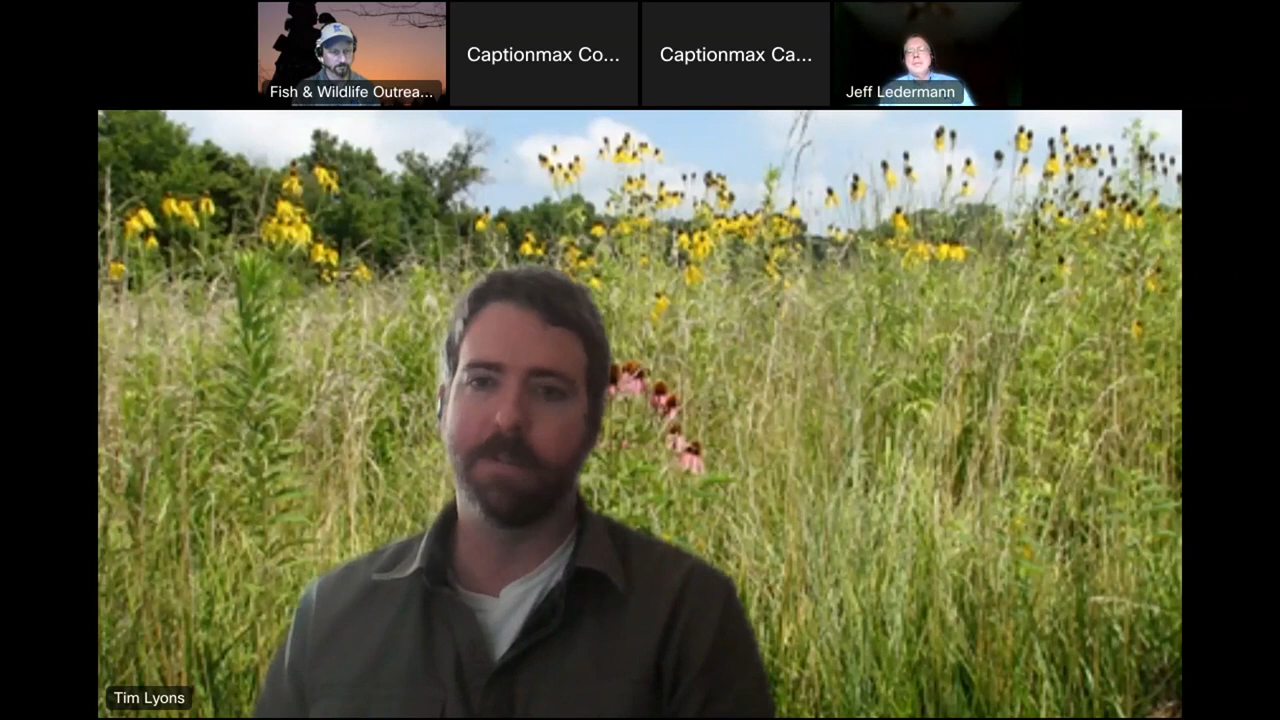 Fish & Wildlife Outrea...
Captionmax Co...
Captionmax Ca...
Jeff Ledermann
Tim Lyons